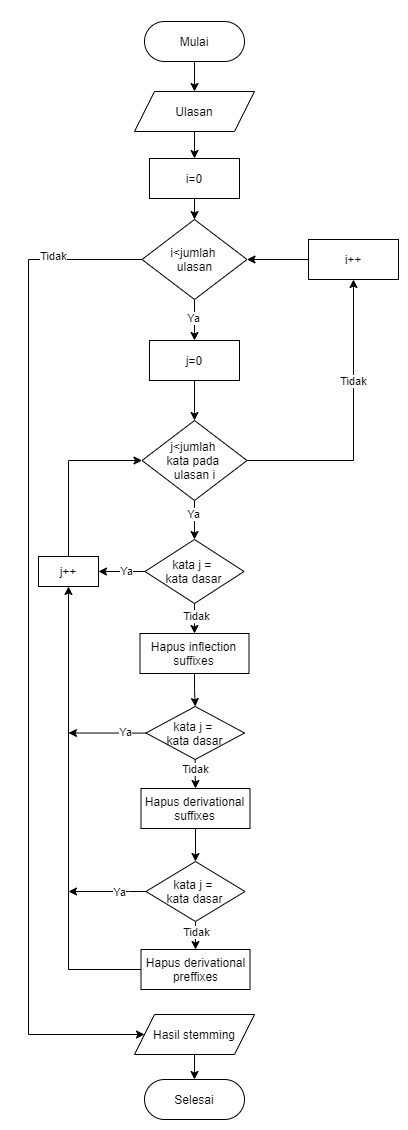 Mulai
Ulasan
i=0
i<jumlah
ulasan
Tidak
i++
Ya
j=0
Tidak
j<jumlah
kata pada
ulasan i
Ya
kata j =
kata dasar
Ya
j++
Tidak
Hapus inflection
suffixes
kata j =
kata dasar
Ya
Tidak
Hapus derivational
suffixes
kata j =
kata dasar
Ya
Tidak
Hapus derivational
preffixes
Hasil stemming
Selesai